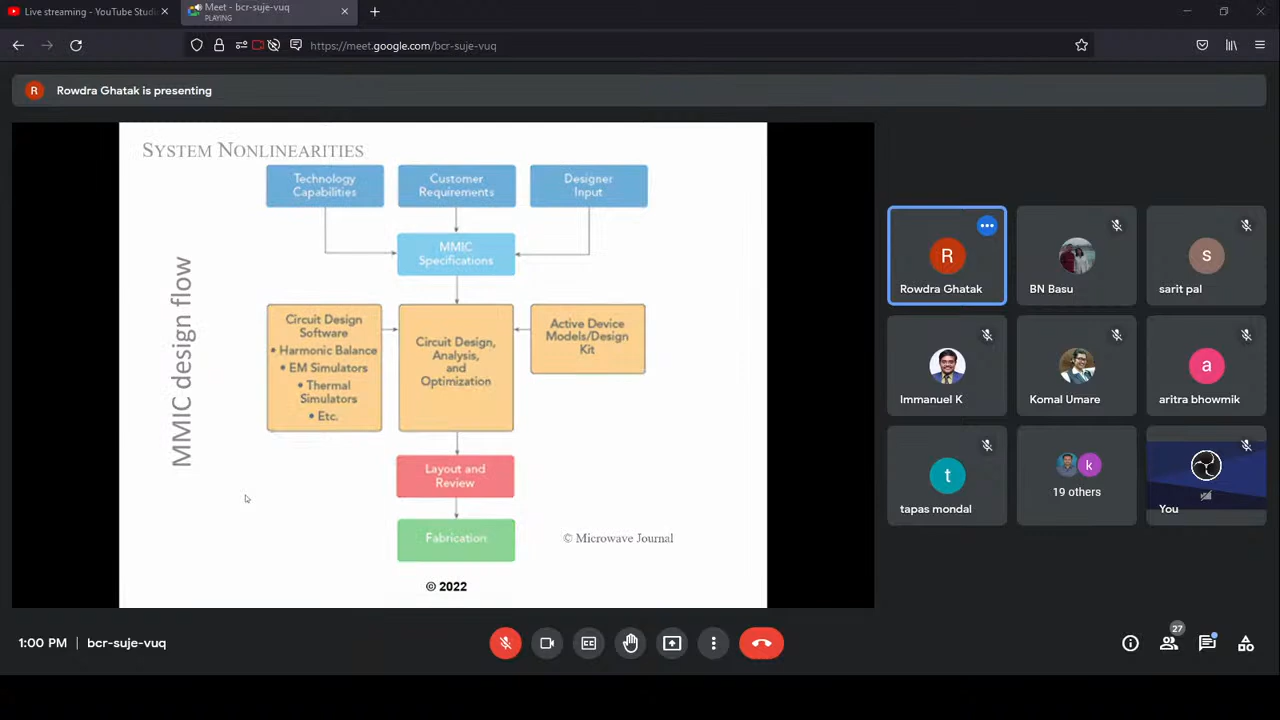 Live streaming - YouTube Studi
Meet - bcr-suje-vuq
PLAYING
https://meet.google.com/bcr-suje-vuq
R
Rowdra Ghatak is presenting
SYSTEM NONLINEARITIES
MMIC design flow
Technology
Capabilities
Customer
Requirements
Designer
Input
MMIC
Specifications
Circuit Design
Software
• Harmonic Balance
• EM Simulators
• Thermal
Simulators
• Etc.
Circuit Design,
Analysis,
and
Optimization
Active Device
Models/Design
Kit
Layout and
Review
Fabrication
© Microwave Journal
© 2022
R
Rowdra Ghatak
BN Basu
s
sarit pal
Immanuel K
Komal Umare
a
aritra bhowmik
t
tapas mondal
k
19 others
You
1:00 PM | bcr-suje-vuq
27